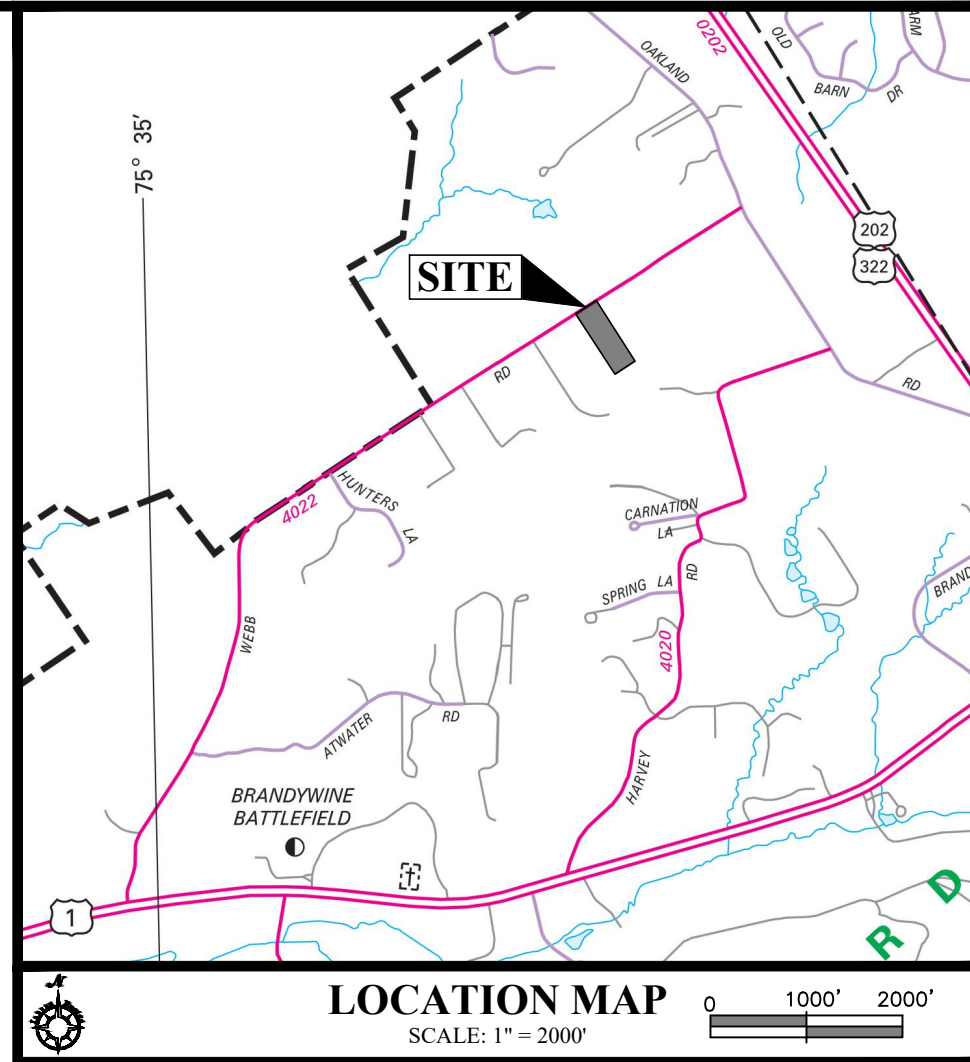 OAKLAND
0202
OLD
BARN
DR
ARM
75° 35'
202
322
SITE
RD
RD
4022
HUNTERS
LA
CARNATION
LA
RD
SPRING LA
BRAND
WEBB
4020
ATWATER
RD
HARVEY
BRANDYWINE
BATTLEFIELD
1
D
R
N
LOCATION MAP
SCALE: 1" = 2000'
0 1000' 2000'